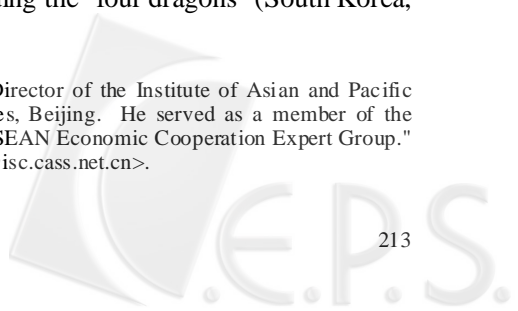 ing the "four dragons" (South Korea,
Director of the Institute of Asian and Pacific
es, Beijing. He served as a member of the
SEAN Economic Cooperation Expert Group."
isc.cass.net.cn>.
213
C.E.P.S.